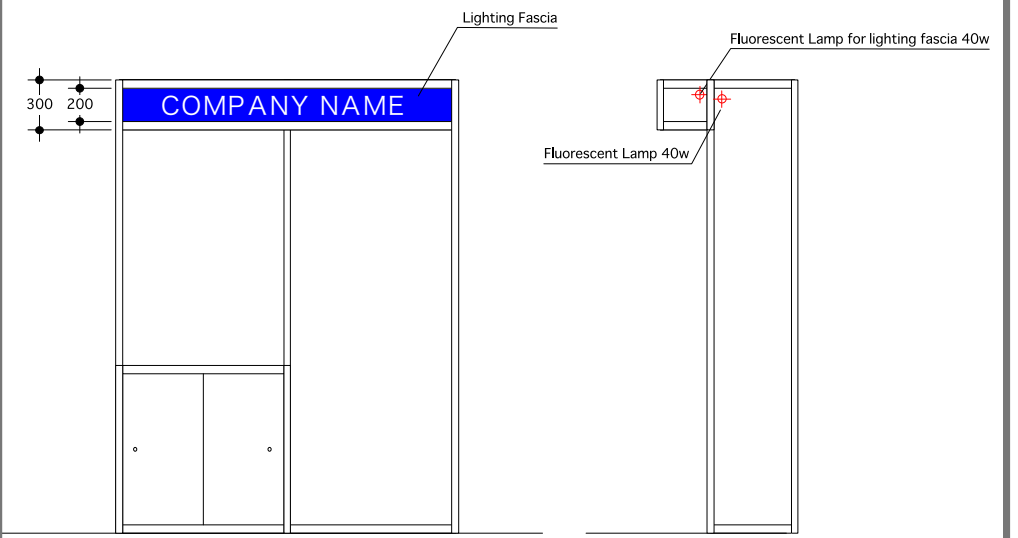 Lighting Fascia
Fluorescent Lamp for lighting fascia 40w
300 200
COMPANY NAME
Fluorescent Lamp 40w